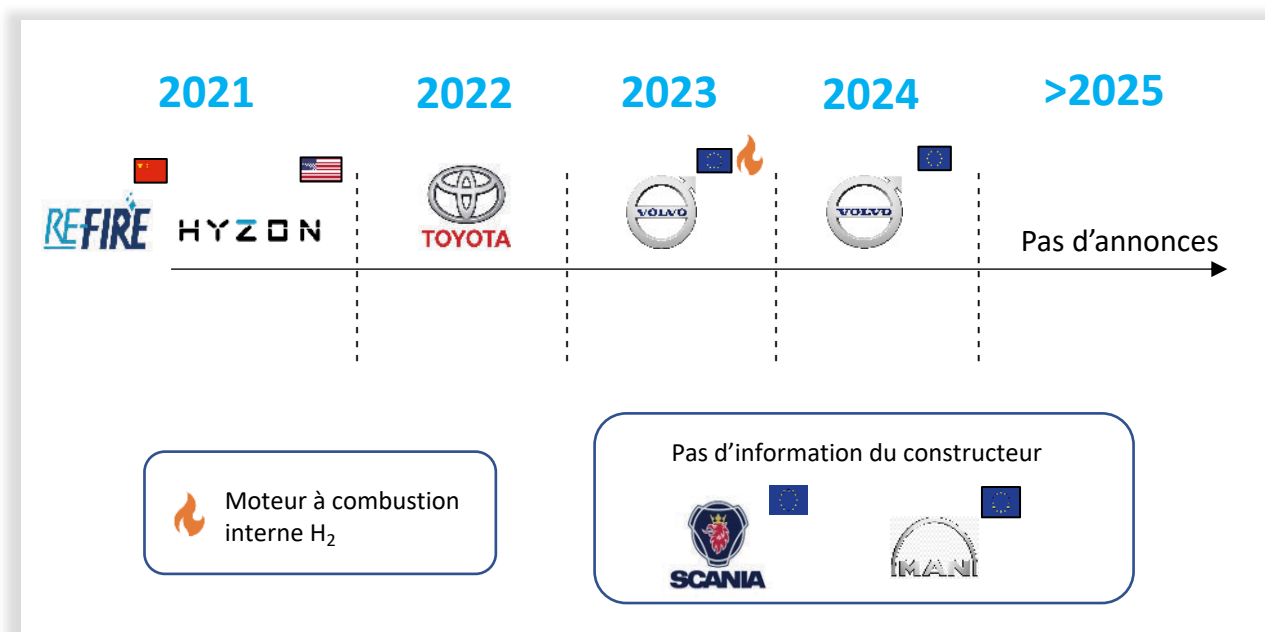 2021
2022
2023
2024
>2025
REFIRE
HYZON
TOYOTA
VOLVO
VOLVO
Pas d’annonces
Moteur à combustion
interne H₂
Pas d’information du constructeur
SCANIA
MAN